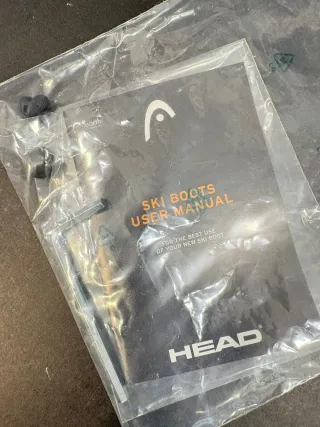 SKI BOOTS
USER MANUAL
FOR THE BEST USE
OF YOUR NEW SKI BOOT
HEAD